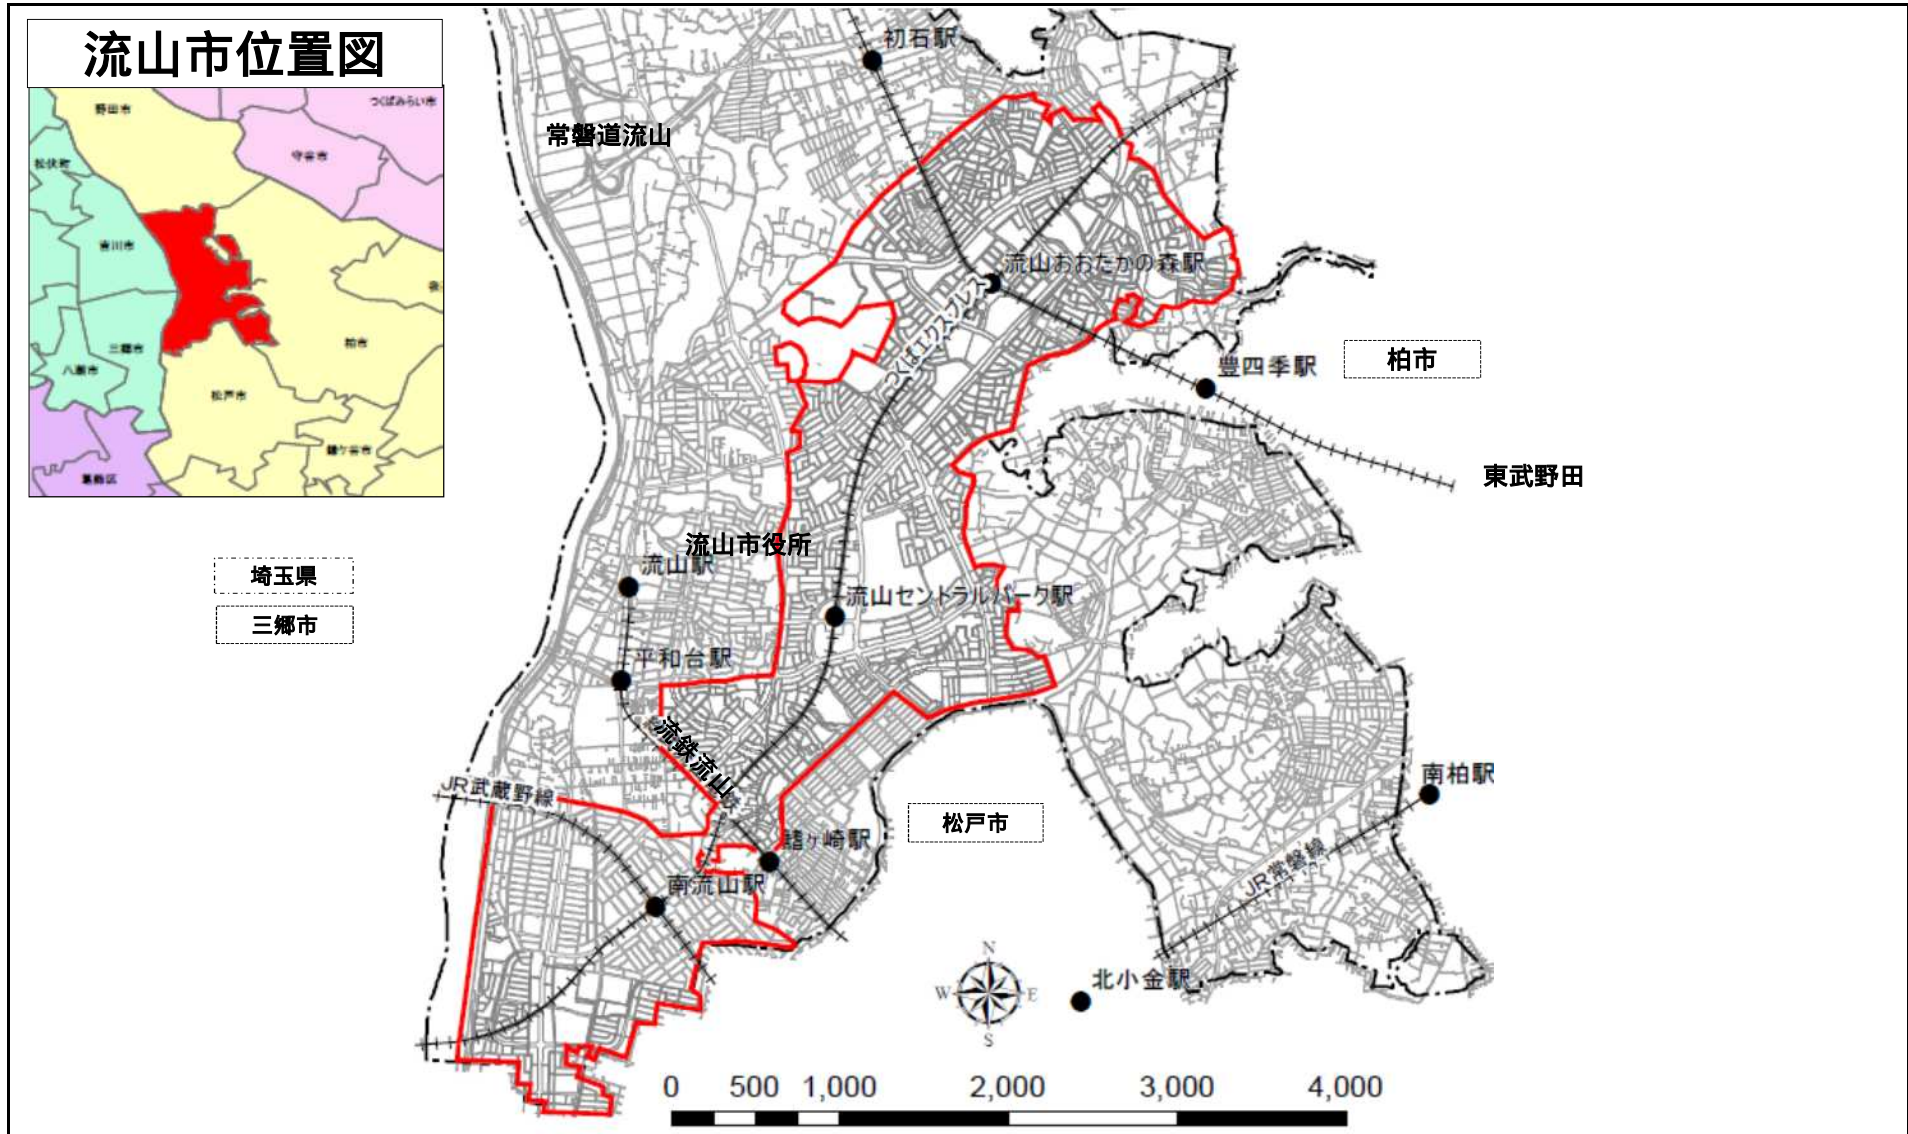 流山市位置図
野田市
つくばみらい市
守谷市
松伏町
吉川市
三郷市
八潮市
柏市
松戸市
鎌ケ谷市
葛飾区
初石駅
常磐道流山
流山おおたかの森駅
つくばエクスプレス
豊四季駅
柏市
東武野田
流山市役所
流山駅
埼玉県
三郷市
流山セントラルパーク駅
平和台駅
流鉄流山
JR武蔵野線
南柏駅
松戸市
鰭ヶ崎駅
JR常磐線
南流山駅
北小金駅
N
W
E
S
0 500 1,000 2,000 3,000 4,000